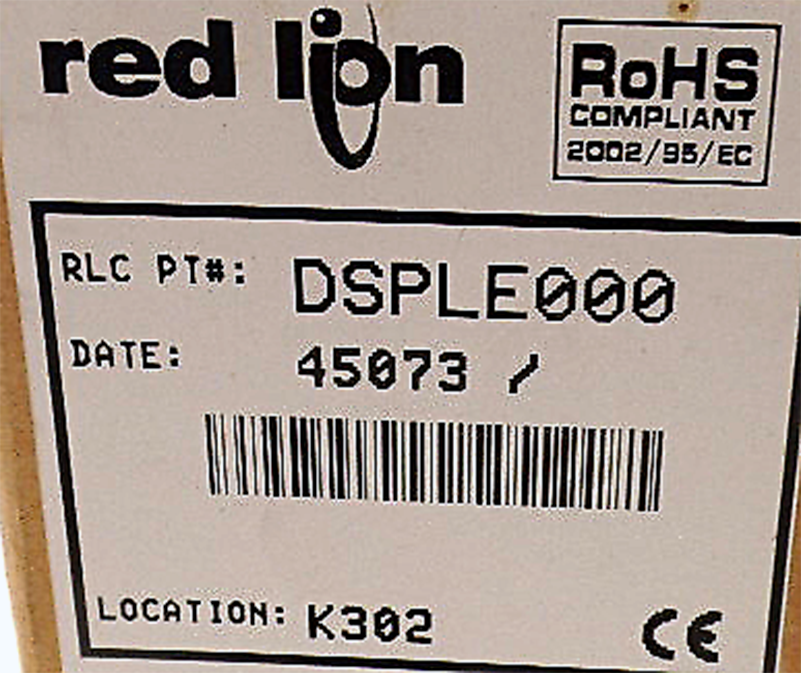 red lion
RoHS
COMPLIANT
2002/95/EC
RLC PT#: DSPLE000
DATE: 45073 /
LOCATION: K302
CE